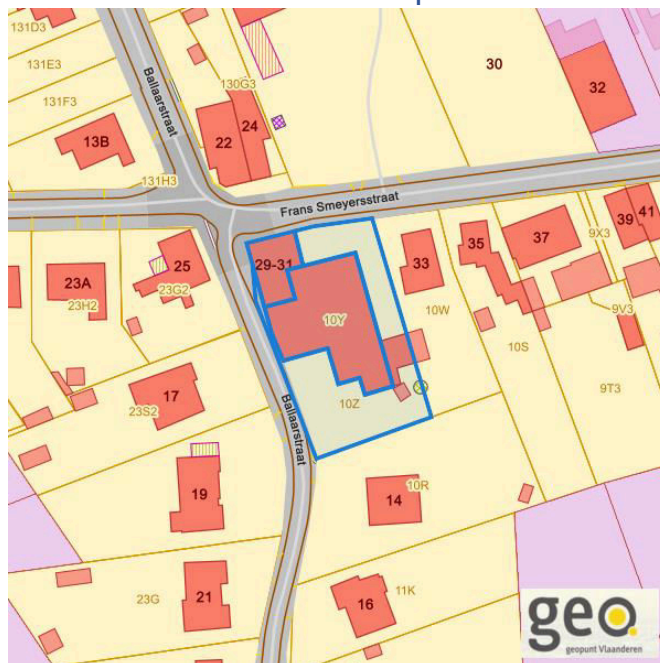 131D3
131E3
131F3
13B
131H3
Ballaarstraat
130G3
22
24
30
32
Frans Smeyersstraat
23A
23H2
25
23G2
29-31
10Y
33
10W
35
37
9X3
39
41
9V3
10S
9T3
17
23S2
Ballaarstraat
10Z
19
14
10R
23G
21
16
11K
geo
geopunt Vlaanderen